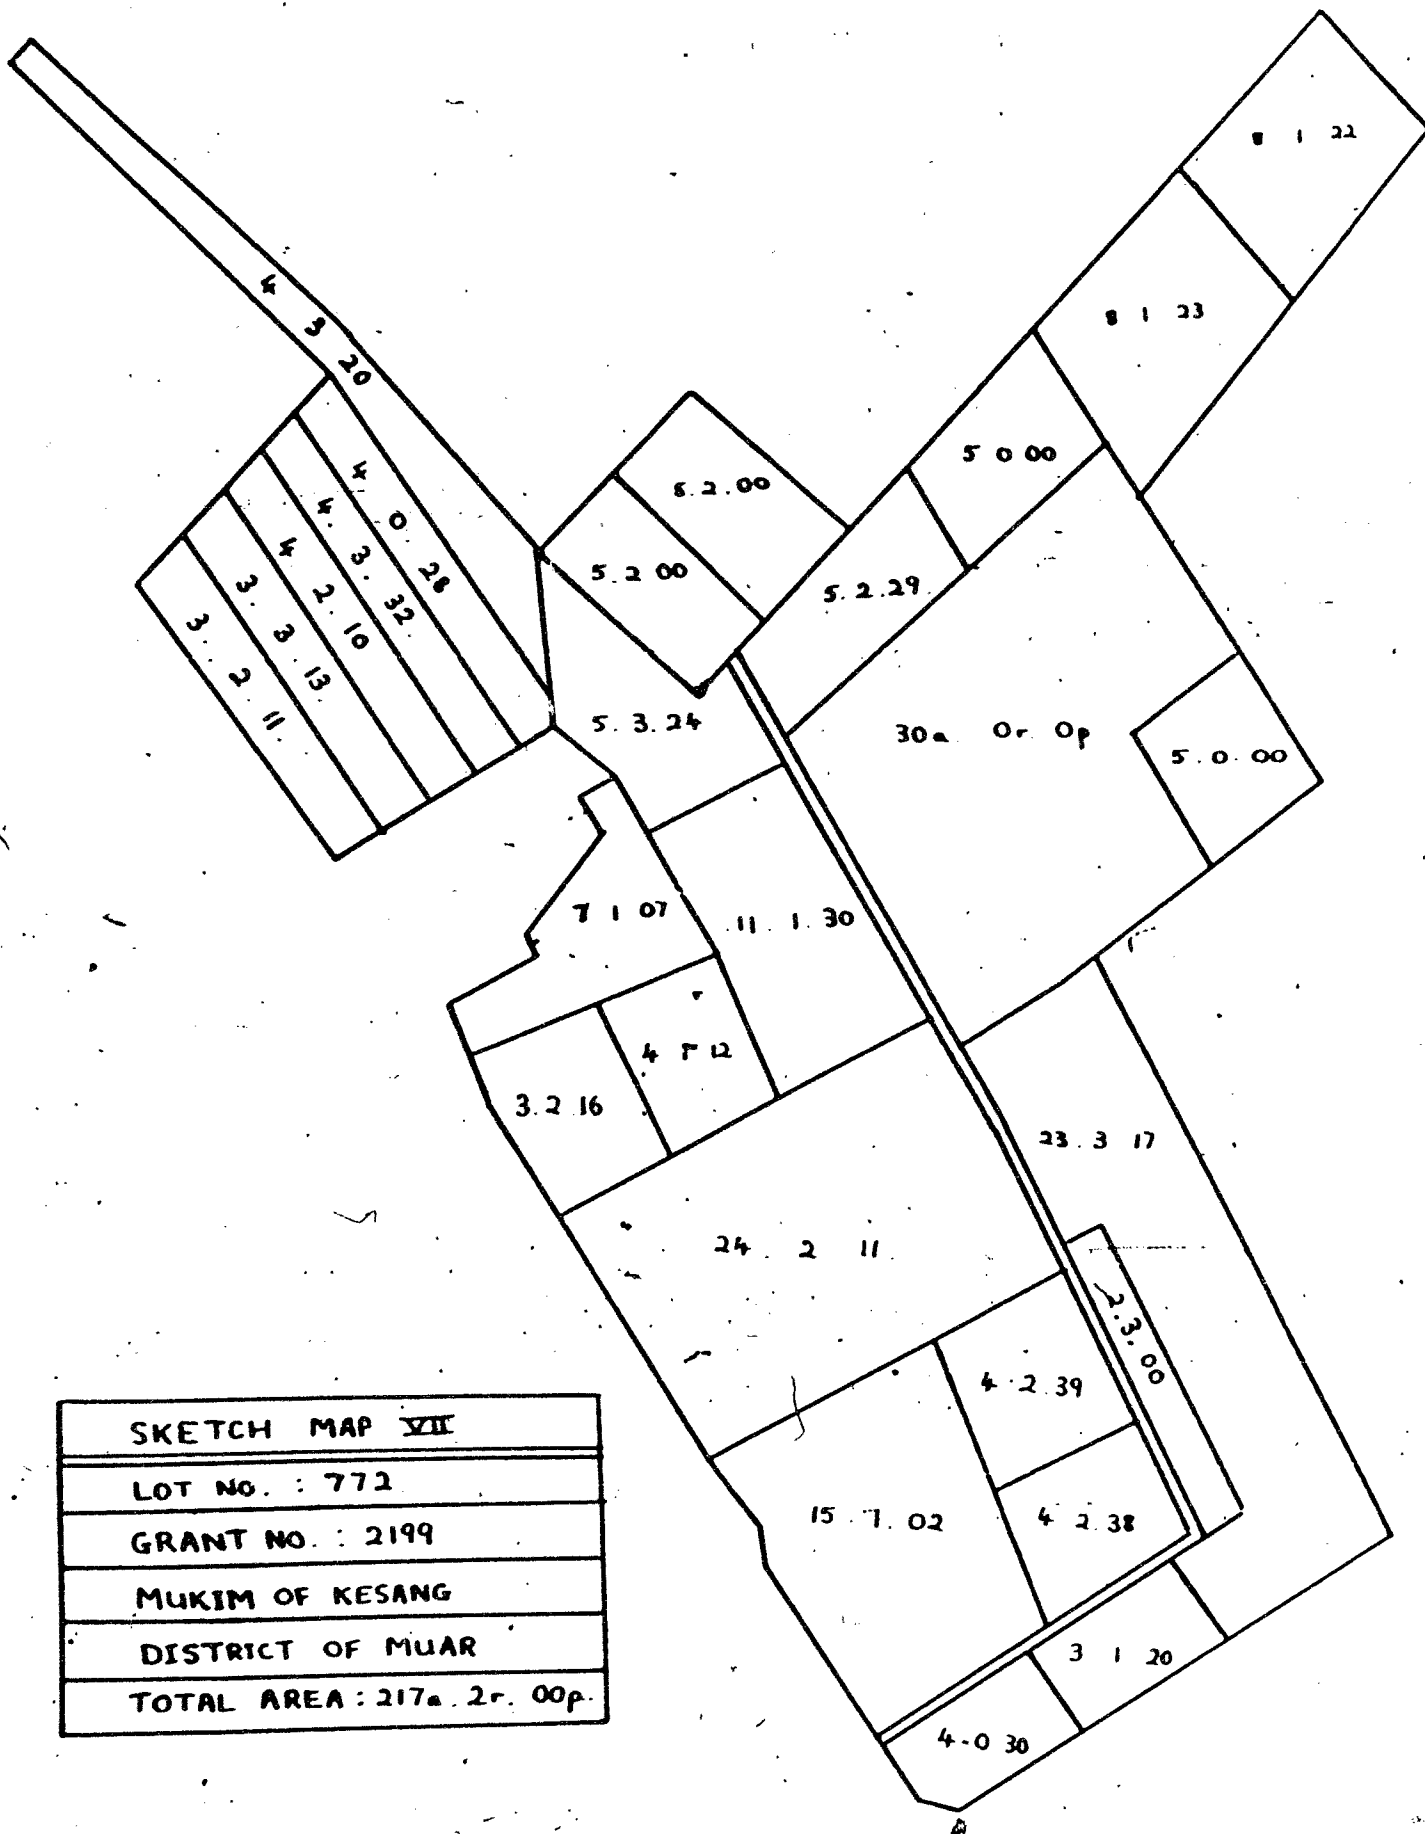 8 1 22
8 1 23
4 3 20
5 0 00
5.2.00
5.2 00
5.2.29
4 0 28
4. 3. 32
4 2. 10
3. 3 13
3. 2 11.
5. 3. 24
30a 0r 0p
5. 0. 00
7 1 07
11. 1. 30
4 12
3. 2 16
23. 3 17
24. 2 11
2.3.00
4.2.39
15. 1. 02
4 2.38
3 1 20
4-0 30
SKETCH MAP VII
LOT NO. : 772
GRANT NO. : 2199
MUKIM OF KESANG
DISTRICT OF MUAR
TOTAL AREA : 217a. 2r. 00p.